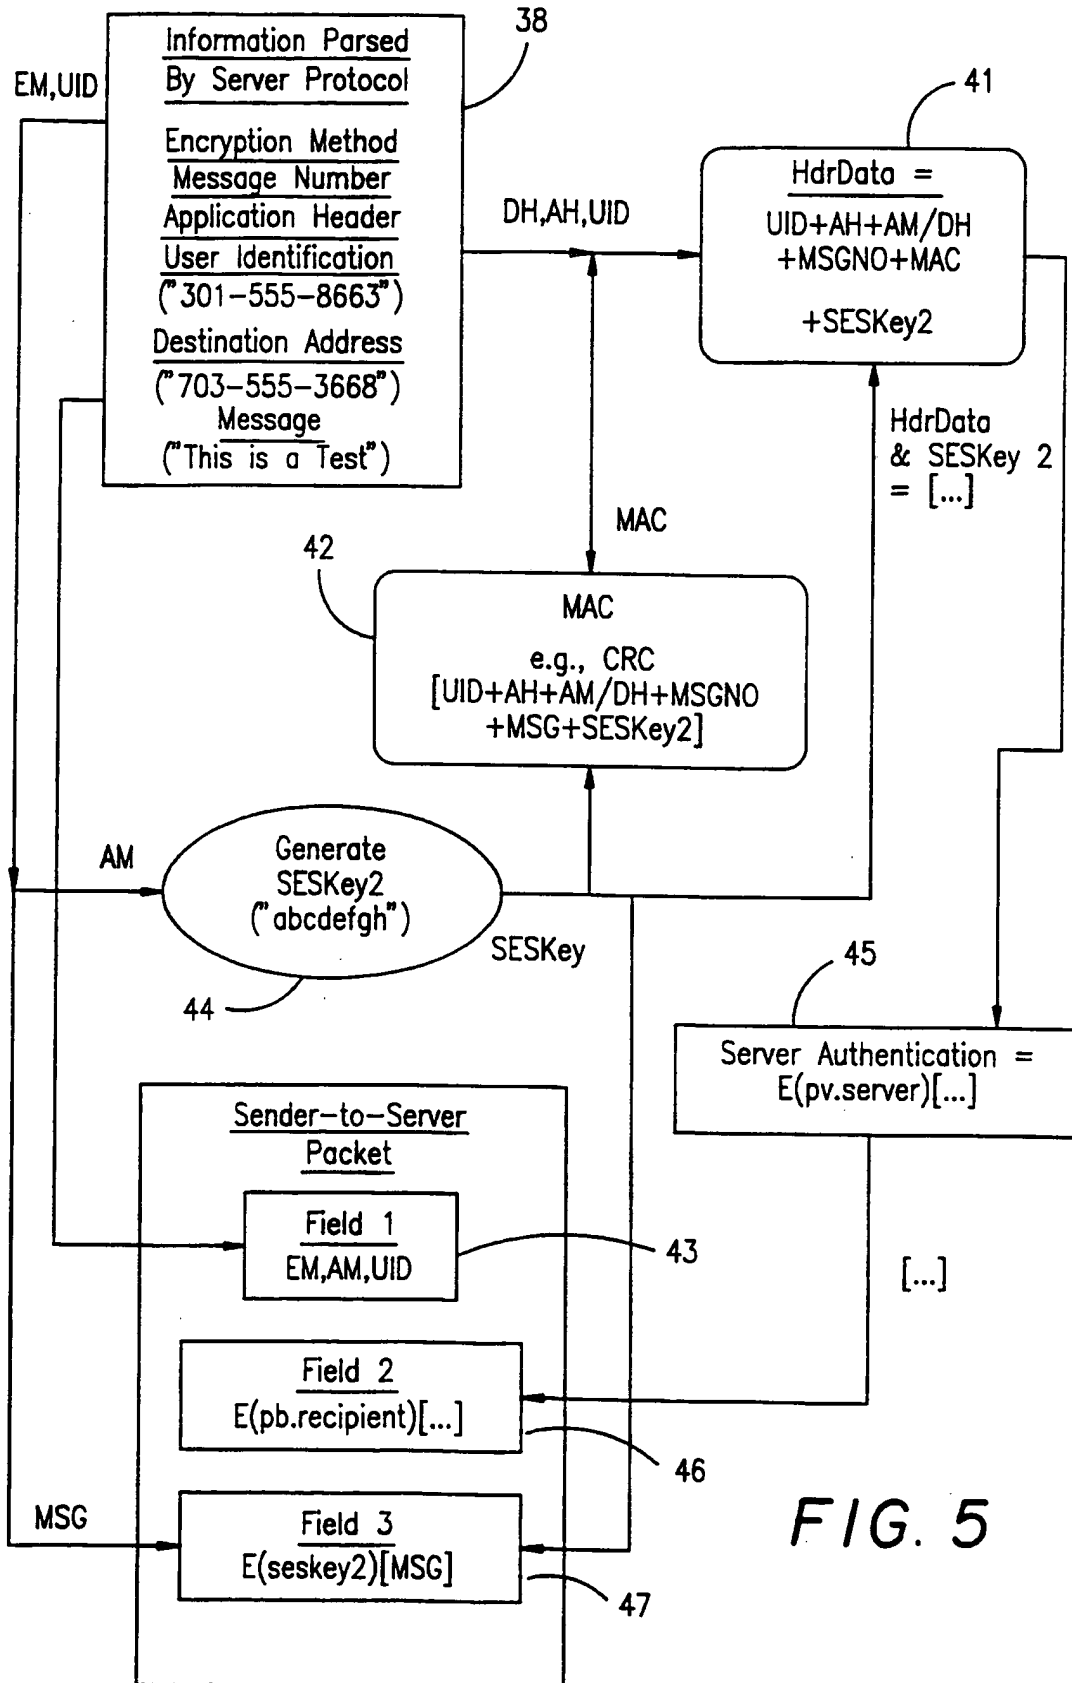 38
Information Parsed
By Server Protocol
EM,UID
41
Encryption Method
Message Number
Application Header
User Identification
("301-555-8663")
Destination Address
("703-555-3668")
Message
("This is a Test")
DH,AH,UID
HdrData =
UID+AH+AM/DH
+MSGNO+MAC
+SESKey2
HdrData
& SESKey 2
= [...]
MAC
42
MAC
e.g., CRC
[UID+AH+AM/DH+MSGNO
+MSG+SESKey2]
AM
Generate
SESKey2
("abcdefgh")
SESKey
44
45
Server Authentication =
E(pv.server)[...]
Sender-to-Server
Packet
Field 1
EM,AM,UID
43
[...]
Field 2
E(pb.recipient)[...]
46
MSG
Field 3
E(seskey2)[MSG]
47
FIG. 5